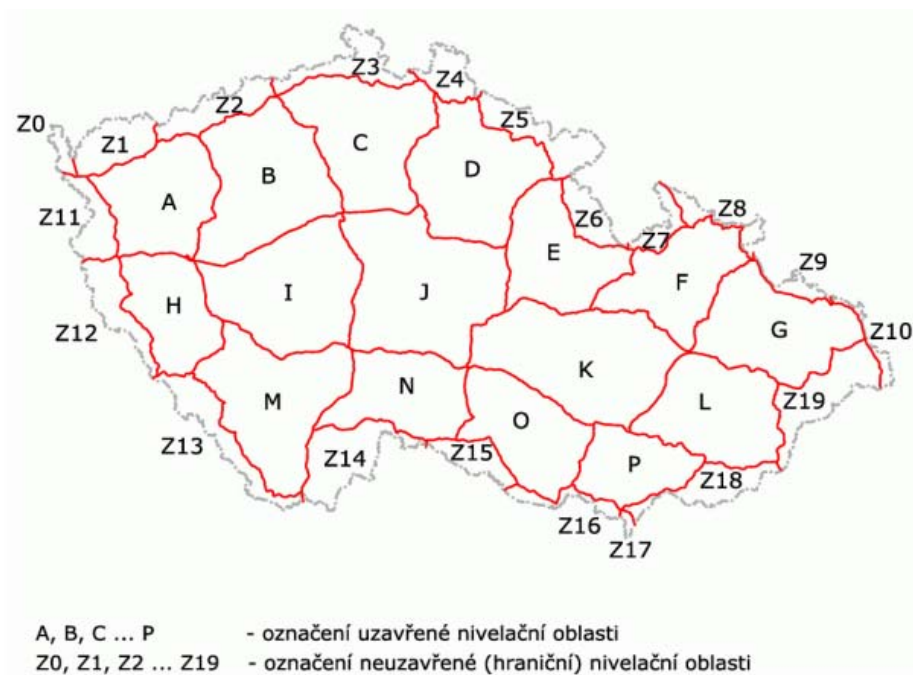 Z3
Z4
Z2
Z5
Z0
Z1
C
B
D
A
Z11
Z6
Z8
Z7
E
F
Z9
H
I
J
G
Z10
Z12
K
M
N
L
Z19
O
Z13
Z14
Z15
P
Z18
Z16
Z17
A, B, C ... P - označení uzavřené nivelační oblasti
Z0, Z1, Z2 ... Z19 - označení neuzavřené (hraniční) nivelační oblasti